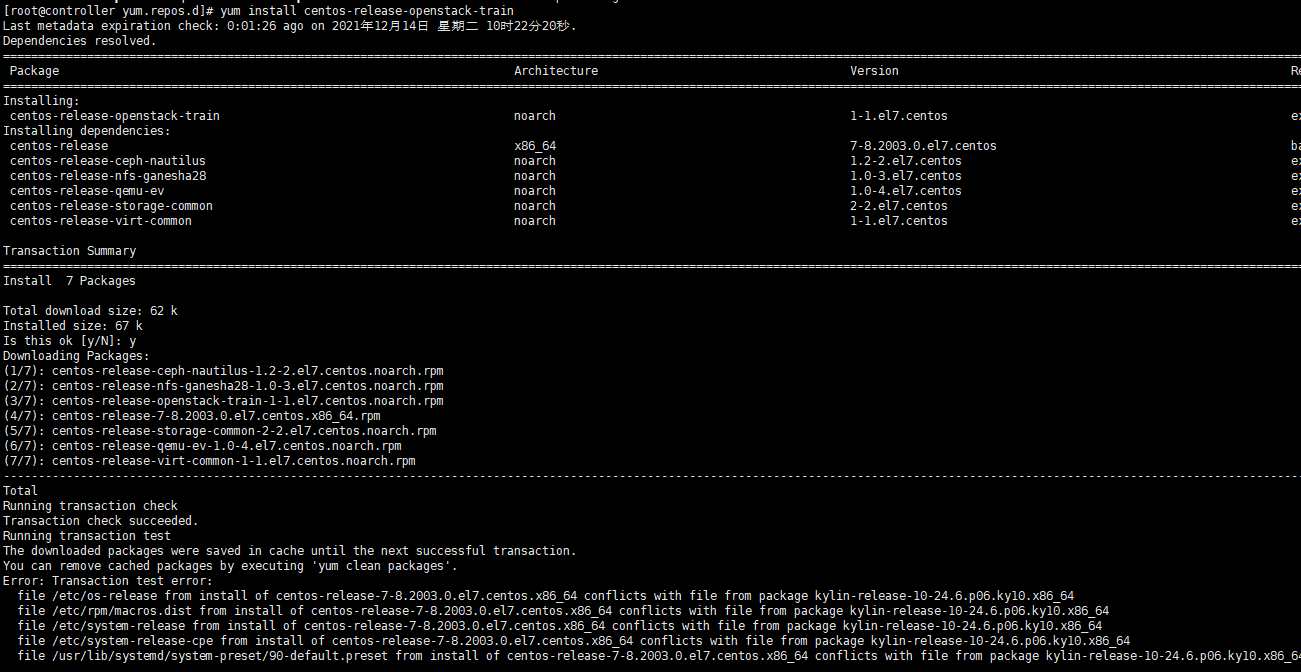 [root@controller yum.repos.d]# yum install centos-release-openstack-train
Last metadata expiration check: 0:01:26 ago on 2021年12月14日 星期二 10时22分20秒.
Dependencies resolved.
Package Architecture Version Re
Installing:
centos-release-openstack-train noarch 1-1.el7.centos ex
Installing dependencies:
centos-release x86_64 7-8.2003.0.el7.centos ba
centos-release-ceph-nautilus noarch 1.2-2.el7.centos ex
centos-release-nfs-ganesha28 noarch 1.0-3.el7.centos ex
centos-release-qemu-ev noarch 1.0-4.el7.centos ex
centos-release-storage-common noarch 2-2.el7.centos ex
centos-release-virt-common noarch 1-1.el7.centos ex
Transaction Summary
Install 7 Packages
Total download size: 62 k
Installed size: 67 k
Is this ok [y/N]: y
Downloading Packages:
(1/7): centos-release-ceph-nautilus-1.2-2.el7.centos.noarch.rpm
(2/7): centos-release-nfs-ganesha28-1.0-3.el7.centos.noarch.rpm
(3/7): centos-release-openstack-train-1-1.el7.centos.noarch.rpm
(4/7): centos-release-7-8.2003.0.el7.centos.x86_64.rpm
(5/7): centos-release-storage-common-2-2.el7.centos.noarch.rpm
(6/7): centos-release-qemu-ev-1.0-4.el7.centos.noarch.rpm
(7/7): centos-release-virt-common-1-1.el7.centos.noarch.rpm
Total
Running transaction check
Transaction check succeeded.
Running transaction test
The downloaded packages were saved in cache until the next successful transaction.
You can remove cached packages by executing 'yum clean packages'.
Error: Transaction test error:
file /etc/os-release from install of centos-release-7-8.2003.0.el7.centos.x86_64 conflicts with file from package kylin-release-10-24.6.p06.ky10.x86_64
file /etc/rpm/macros.dist from install of centos-release-7-8.2003.0.el7.centos.x86_64 conflicts with file from package kylin-release-10-24.6.p06.ky10.x86_64
file /etc/system-release from install of centos-release-7-8.2003.0.el7.centos.x86_64 conflicts with file from package kylin-release-10-24.6.p06.ky10.x86_64
file /etc/system-release-cpe from install of centos-release-7-8.2003.0.el7.centos.x86_64 conflicts with file from package kylin-release-10-24.6.p06.ky10.x86_64
file /usr/lib/systemd/system-preset/90-default.preset from install of centos-release-7-8.2003.0.el7.centos.x86_64 conflicts with file from package kylin-release-10-24.6.p06.ky10.x86_64